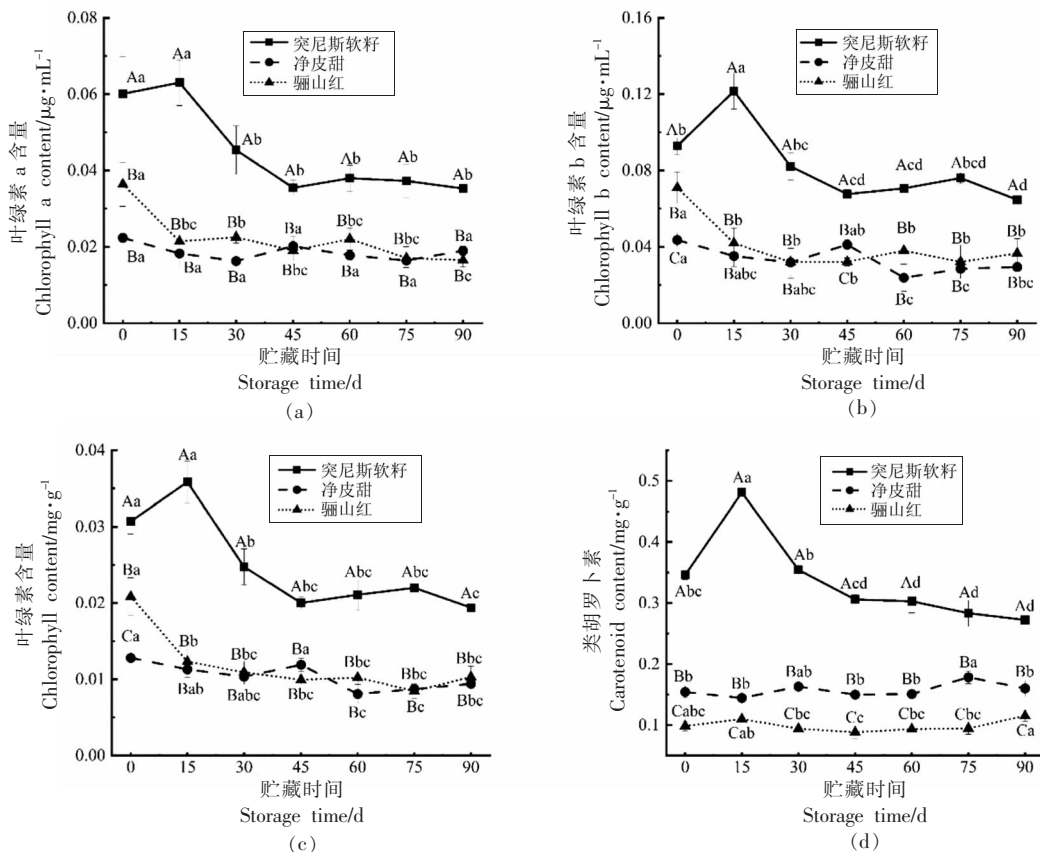 0.08
0.06
0.04
0.02
0.00
叶绿素 a 含量
Chlorophyll a content/μg·mL⁻¹
突尼斯软籽
净皮甜
骊山红
Aa
Aa
Ab
Ab
Ab
Ab
Ab
Ba
Bbc
Bb
Ba
Bb
Bbc
Ba
Ba
Ba
Ba
Bbc
Ba
Ba
Bc
0 15 30 45 60 75 90
贮藏时间
Storage time/d
(a)
0.16
0.12
0.08
0.04
0.00
叶绿素 b 含量
Chlorophyll b content/μg·mL⁻¹
突尼斯软籽
净皮甜
骊山红
Ab
Aa
Abc
Acd
Acd
Abcd
Ad
Ba
Bb
Bb
Bab
Bb
Bb
Bb
Ca
Babc
Babc
Cb
Bc
Bc
Bbc
0 15 30 45 60 75 90
贮藏时间
Storage time/d
(b)
0.04
0.03
0.02
0.01
0.00
叶绿素含量
Chlorophyll content/mg·g⁻¹
突尼斯软籽
净皮甜
骊山红
Aa
Aa
Ab
Abc
Abc
Abc
Ac
Ba
Ca
Bb
Bbc
Ba
Bbc
Bbc
Bbc
Bab
Babc
Bbc
Bc
Bc
Bbc
0 15 30 45 60 75 90
贮藏时间
Storage time/d
(c)
0.5
0.4
0.3
0.2
0.1
类胡罗卜素
Carotenoid content/mg·g⁻¹
突尼斯软籽
净皮甜
骊山红
Abc
Aa
Ab
Acd
Ad
Ad
Ad
Bb
Bb
Bab
Bb
Bb
Ba
Bb
Cabc
Cab
Cbc
Cc
Cbc
Cbc
Ca
0 15 30 45 60 75 90
贮藏时间
Storage time/d
(d)